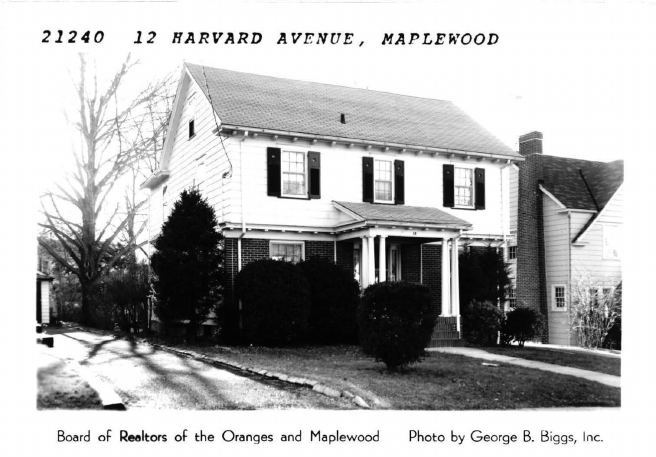 21240 12 HARVARD AVENUE, MAPLEWOOD
Board of Realtors of the Oranges and Maplewood Photo by George B. Biggs, Inc.